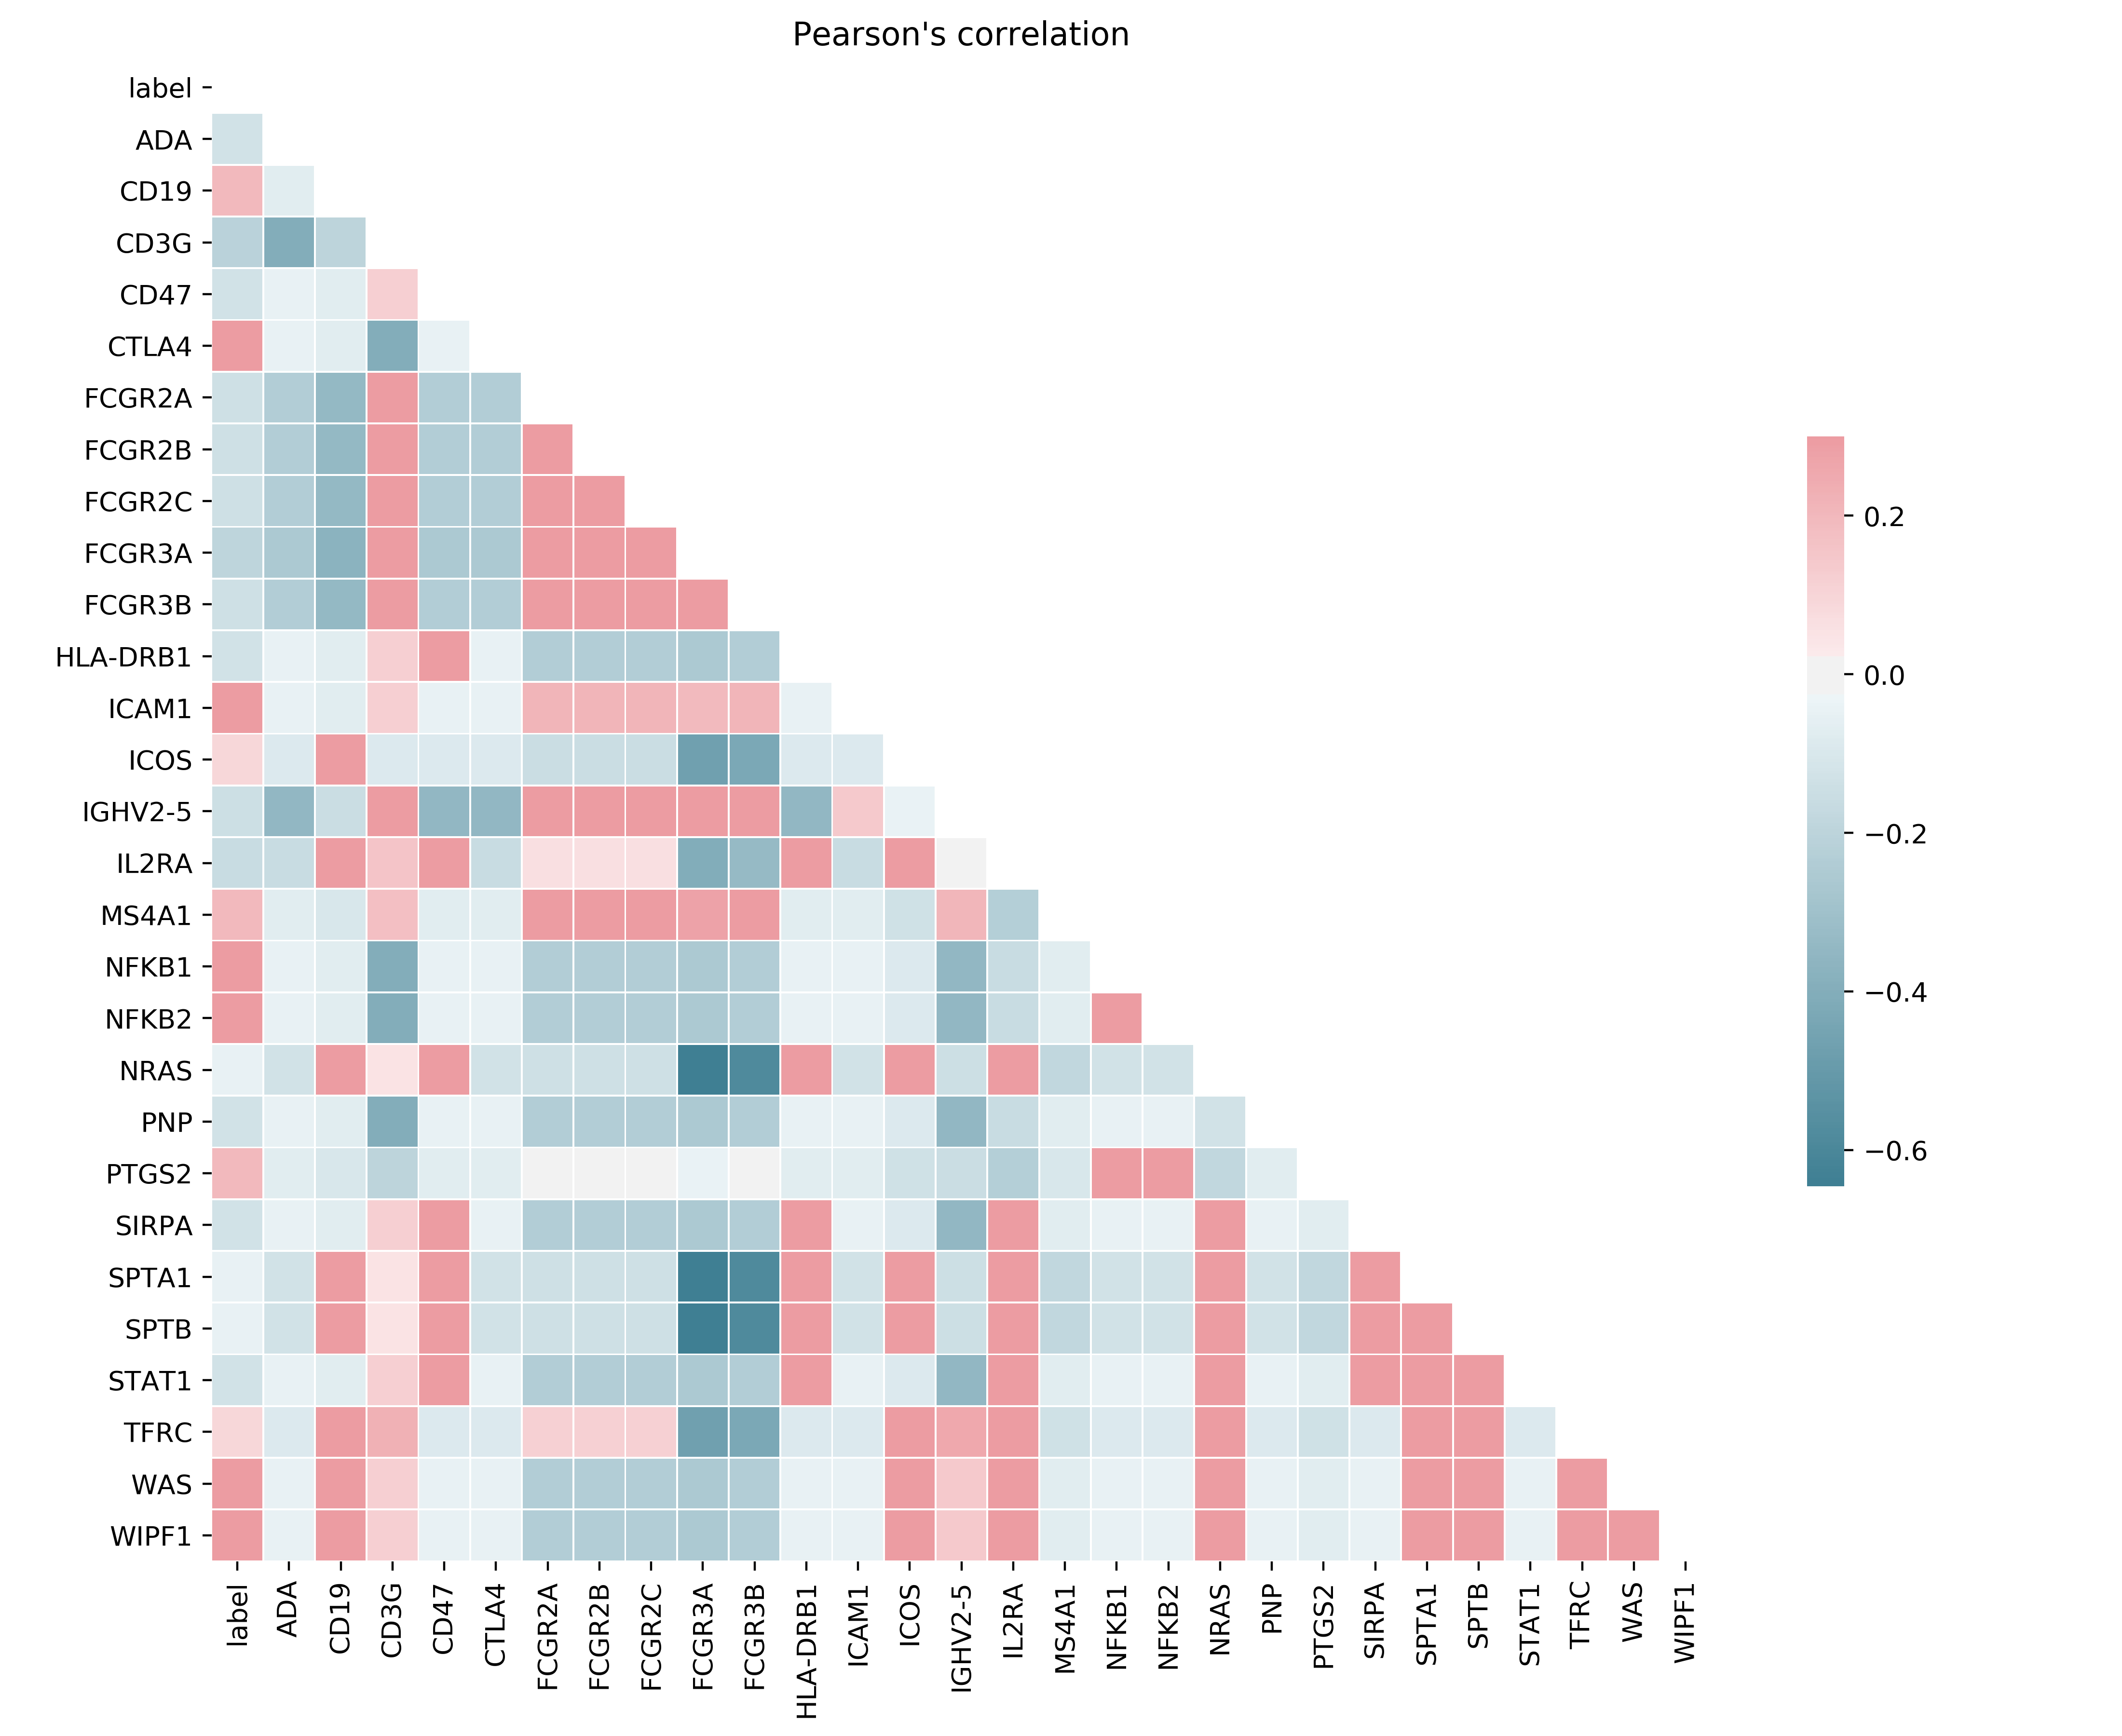 Pearson's correlation
label
ADA
CD19
CD3G
CD47
CTLA4
FCGR2A
FCGR2B
FCGR2C
FCGR3A
FCGR3B
HLA-DRB1
ICAM1
ICOS
IGHV2-5
IL2RA
MS4A1
NFKB1
NFKB2
NRAS
PNP
PTGS2
SIRPA
SPTA1
SPTB
STAT1
TFRC
WAS
WIPF1
label
ADA
CD19
CD3G
CD47
CTLA4
FCGR2A
FCGR2B
FCGR2C
FCGR3A
FCGR3B
HLA-DRB1
ICAM1
ICOS
IGHV2-5
IL2RA
MS4A1
NFKB1
NFKB2
NRAS
PNP
PTGS2
SIRPA
SPTA1
SPTB
STAT1
TFRC
WAS
WIPF1
0.2
0.0
−0.2
−0.4
−0.6